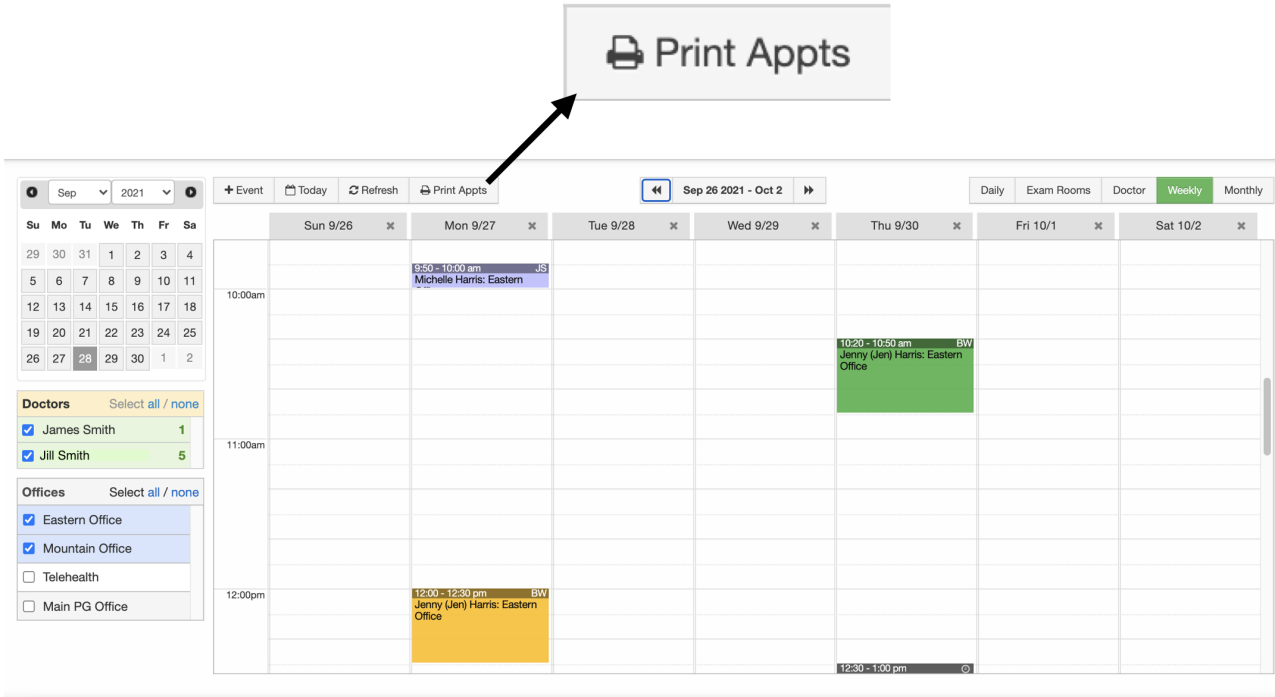 Print Appts
Sep 2021
+ Event Today Refresh Print Appts
Sep 26 2021 - Oct 2
Daily Exam Rooms Doctor Weekly Monthly
Su Mo Tu We Th Fr Sa
29 30 31 1 2 3 4
5 6 7 8 9 10 11
12 13 14 15 16 17 18
19 20 21 22 23 24 25
26 27 28 29 30 1 2
Doctors Select all / none
James Smith 1
Jill Smith 5
Offices Select all / none
Eastern Office
Mountain Office
Telehealth
Main PG Office
Sun 9/26 Mon 9/27 Tue 9/28 Wed 9/29 Thu 9/30 Fri 10/1 Sat 10/2
9:50 - 10:00 am JS
Michelle Harris: Eastern
10:00am
10:20 - 10:50 am BW
Jenny (Jen) Harris: Eastern
Office
11:00am
12:00pm
12:00 - 12:30 pm BW
Jenny (Jen) Harris: Eastern
Office
12:30 - 1:00 pm